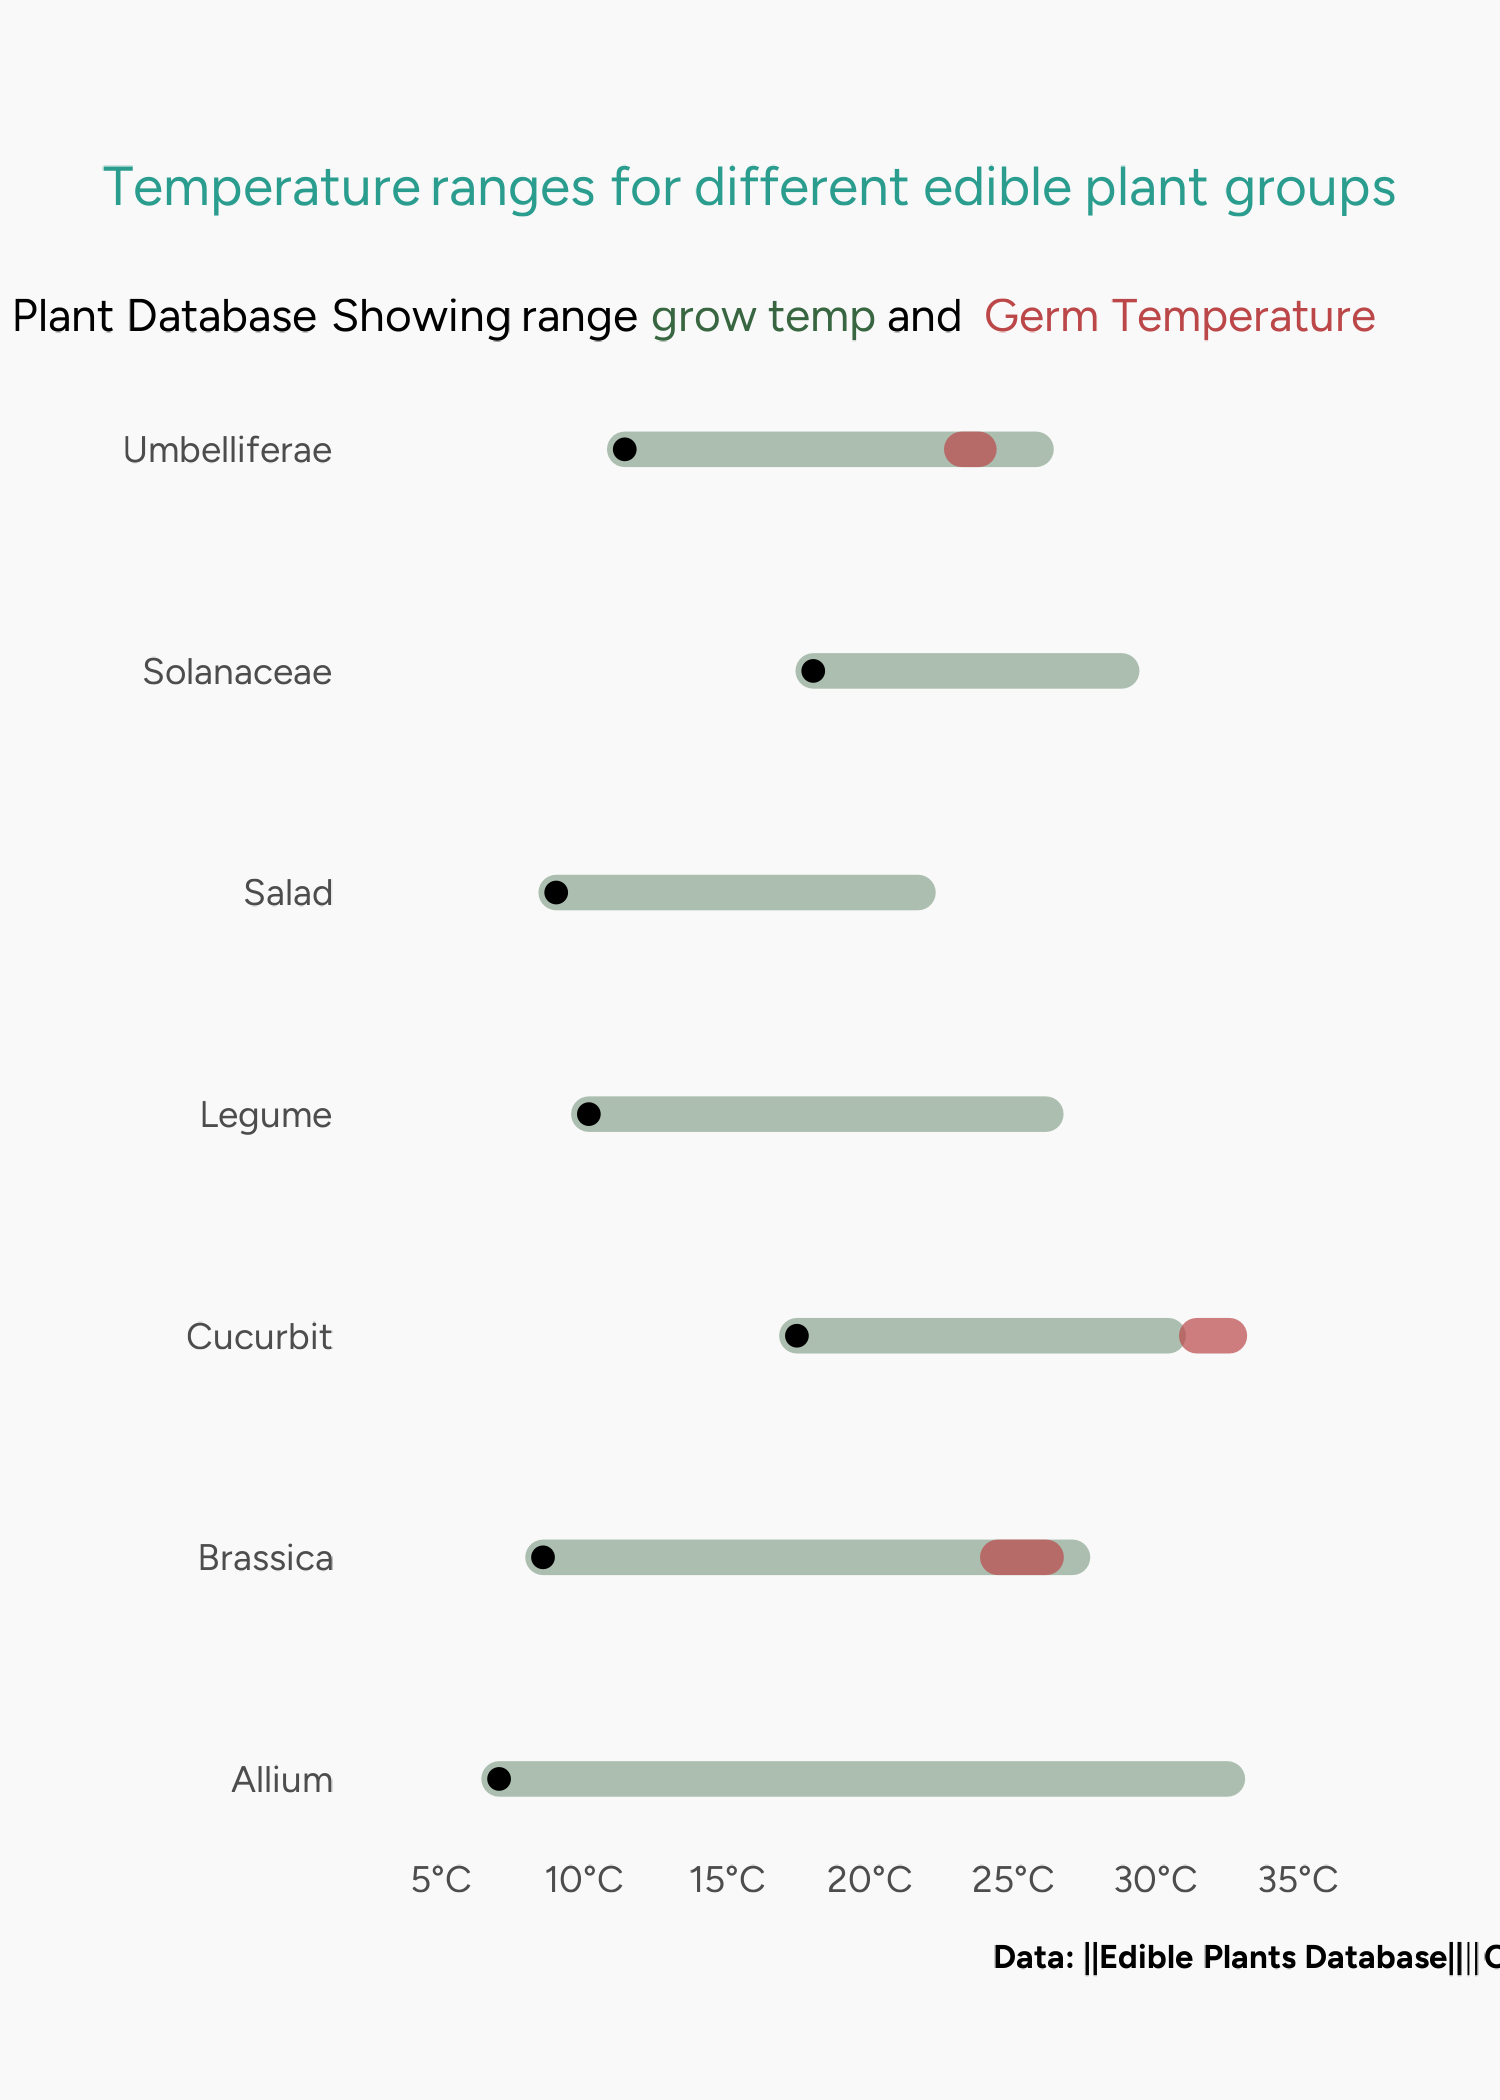 Temperature ranges for different edible plant groups
Plant Database Showing range grow temp and Germ Temperature
Umbelliferae
Solanaceae
Salad
Legume
Cucurbit
Brassica
Allium
5°C 10°C 15°C 20°C 25°C 30°C 35°C
Data: ||Edible Plants Database||||